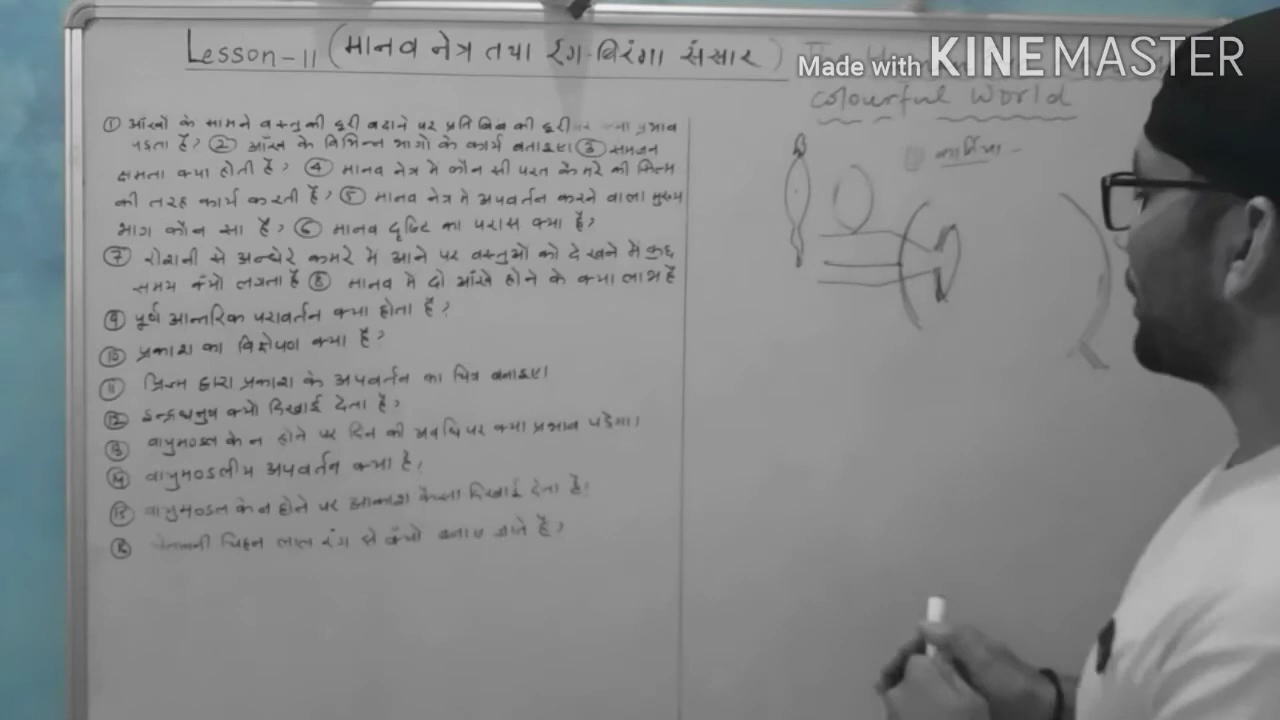 Lesson-11 (मानव नेत्र तथा रंग-बिरंगा संसार)
Made with KINEMASTER
colourful World
① आँखो के सामने वस्तु की दूरी बढाने पर प्रतिबिंब की दूरी पर क्या प्रभाव
पड़ता है? ② आँख के विभिन्न भागो के कार्य बताइए। ③ समंजन
क्षमता क्या होती है? ④ मानव नेत्र मे कौन सी परत कैमरे की फिल्म
की तरह कार्य करती है? ⑤ मानव नेत्र मे अपवर्तन करने वाला मुख्य
भाग कौन सा है? ⑥ मानव दृष्टि का परास क्या है?
⑦ रोशनी से अन्धेरे कमरे में आने पर वस्तुओं को देखने में कुछ
समय क्यों लगता है ⑧ मानव मे दो आँखे होने के क्या लाभ है
⑨ पूर्ण आन्तरिक परावर्तन क्या होता है?
⑩ प्रकाश का विक्षेपण क्या है?
⑪ प्रिज्म द्वारा प्रकाश के अपवर्तन का चित्र बनाइए।
⑫ इन्द्रधनुष क्यों दिखाई देता है?
⑬ वायुमण्डल के न होने पर दिन की अवधि पर क्या प्रभाव पड़ेगा।
⑭ वायुमण्डलीय अपवर्तन क्या है?
⑮ वायुमण्डल के न होने पर आकाश कैसा दिखाई देता है?
⑯ चेतावनी चिह्न लाल रंग से क्यों बनाए जाते है?